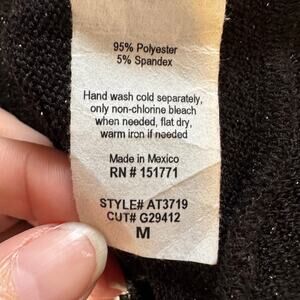 95% Polyester
5% Spandex
Hand wash cold separately,
only non-chlorine bleach
when needed, flat dry,
warm iron if needed
Made in Mexico
RN # 151771
STYLE# AT3719
CUT# G29412
M